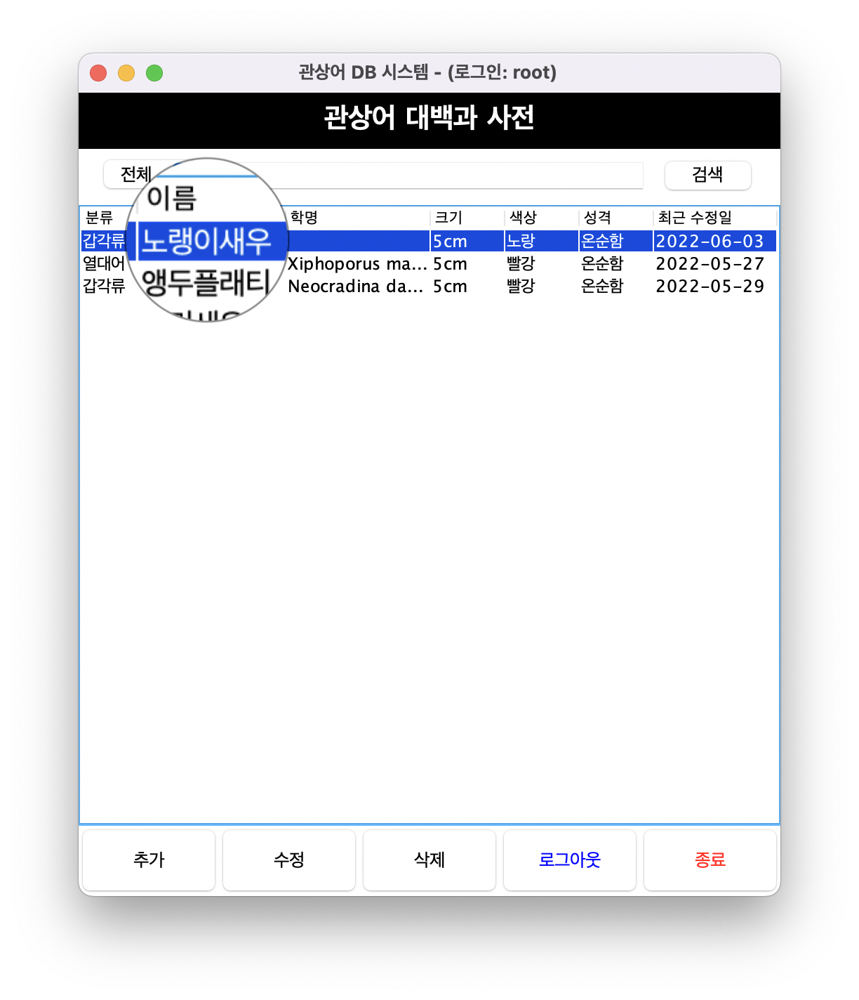 관상어 DB 시스템 - (로그인: root)
관상어 대백과 사전
전체 검색
분류 이름 학명 크기 색상 성격 최근 수정일
갑각류 노랭이새우 5cm 노랑 온순함 2022-06-03
열대어 앵두플래티 Xiphoporus ma... 5cm 빨강 온순함 2022-05-27
갑각류 Neocradina da... 5cm 빨강 온순함 2022-05-29
추가 수정 삭제 로그아웃 종료